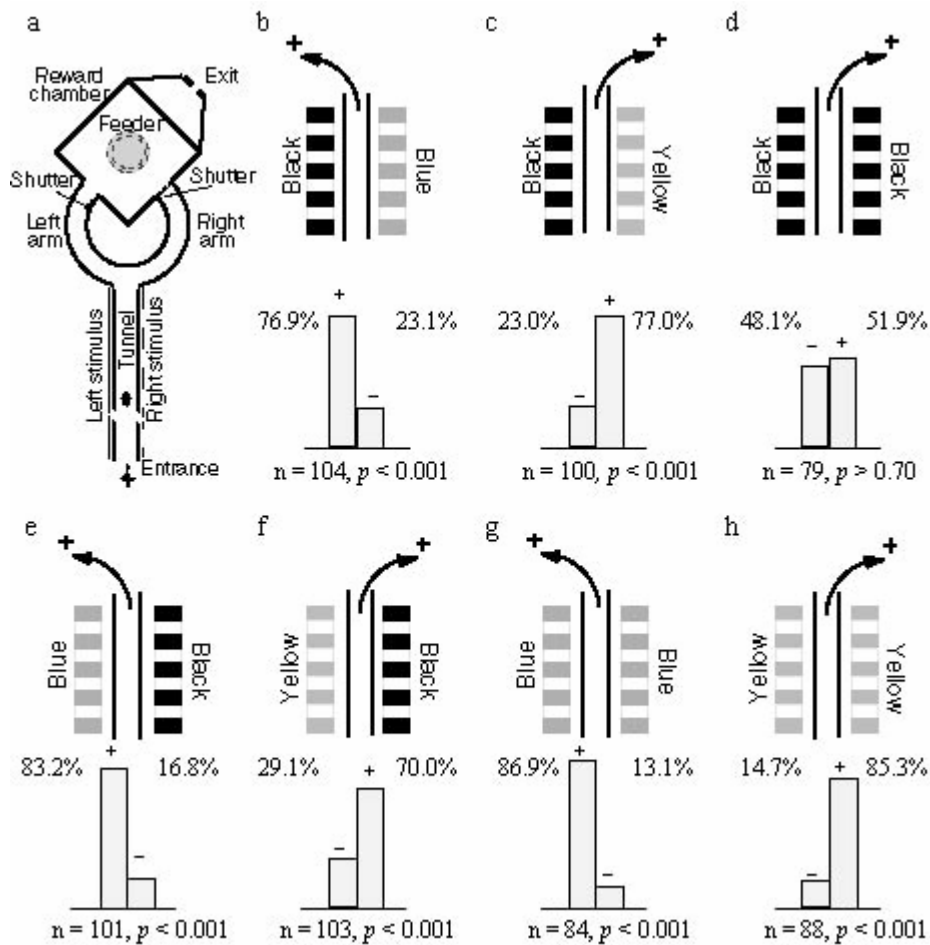 a
Reward
chamber
Exit
Feeder
Shutter
Shutter
Left
arm
Right
arm
Left stimulus
Tunnel
Right stimulus
Entrance
b
+
Black
Blue
76.9%
+
23.1%
–
n = 104, p < 0.001
c
+
Black
Yellow
23.0%
+
77.0%
–
n = 100, p < 0.001
d
+
Black
Black
48.1%
51.9%
– +
n = 79, p > 0.70
e
+
Blue
Black
+
83.2%
16.8%
–
n = 101, p < 0.001
f
+
Yellow
Black
29.1%
+
70.0%
–
n = 103, p < 0.001
g
+
Blue
Blue
+
86.9%
13.1%
–
n = 84, p < 0.001
h
+
Yellow
Yellow
14.7%
+
85.3%
–
n = 88, p < 0.001